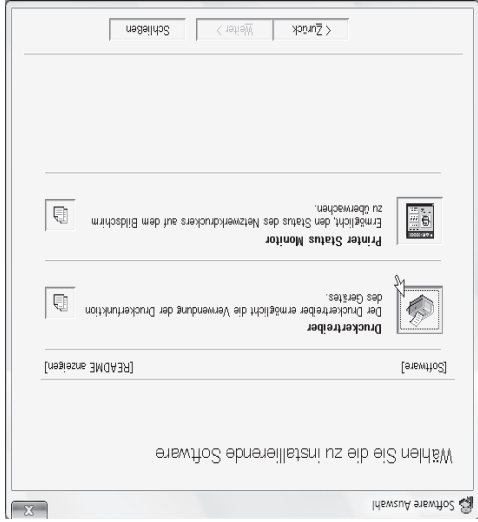 Software Auswahl
X
Wählen Sie die zu installierende Software
[Software] [README anzeigen]
Druckertreiber
Der Druckertreiber ermöglicht die Verwendung der Druckerfunktion
des Gerätes.
Printer Status Monitor
Ermöglicht, den Status des Netzwerkdruckers auf dem Bildschirm
zu überwachen.
< Zurück Weiter > Schließen